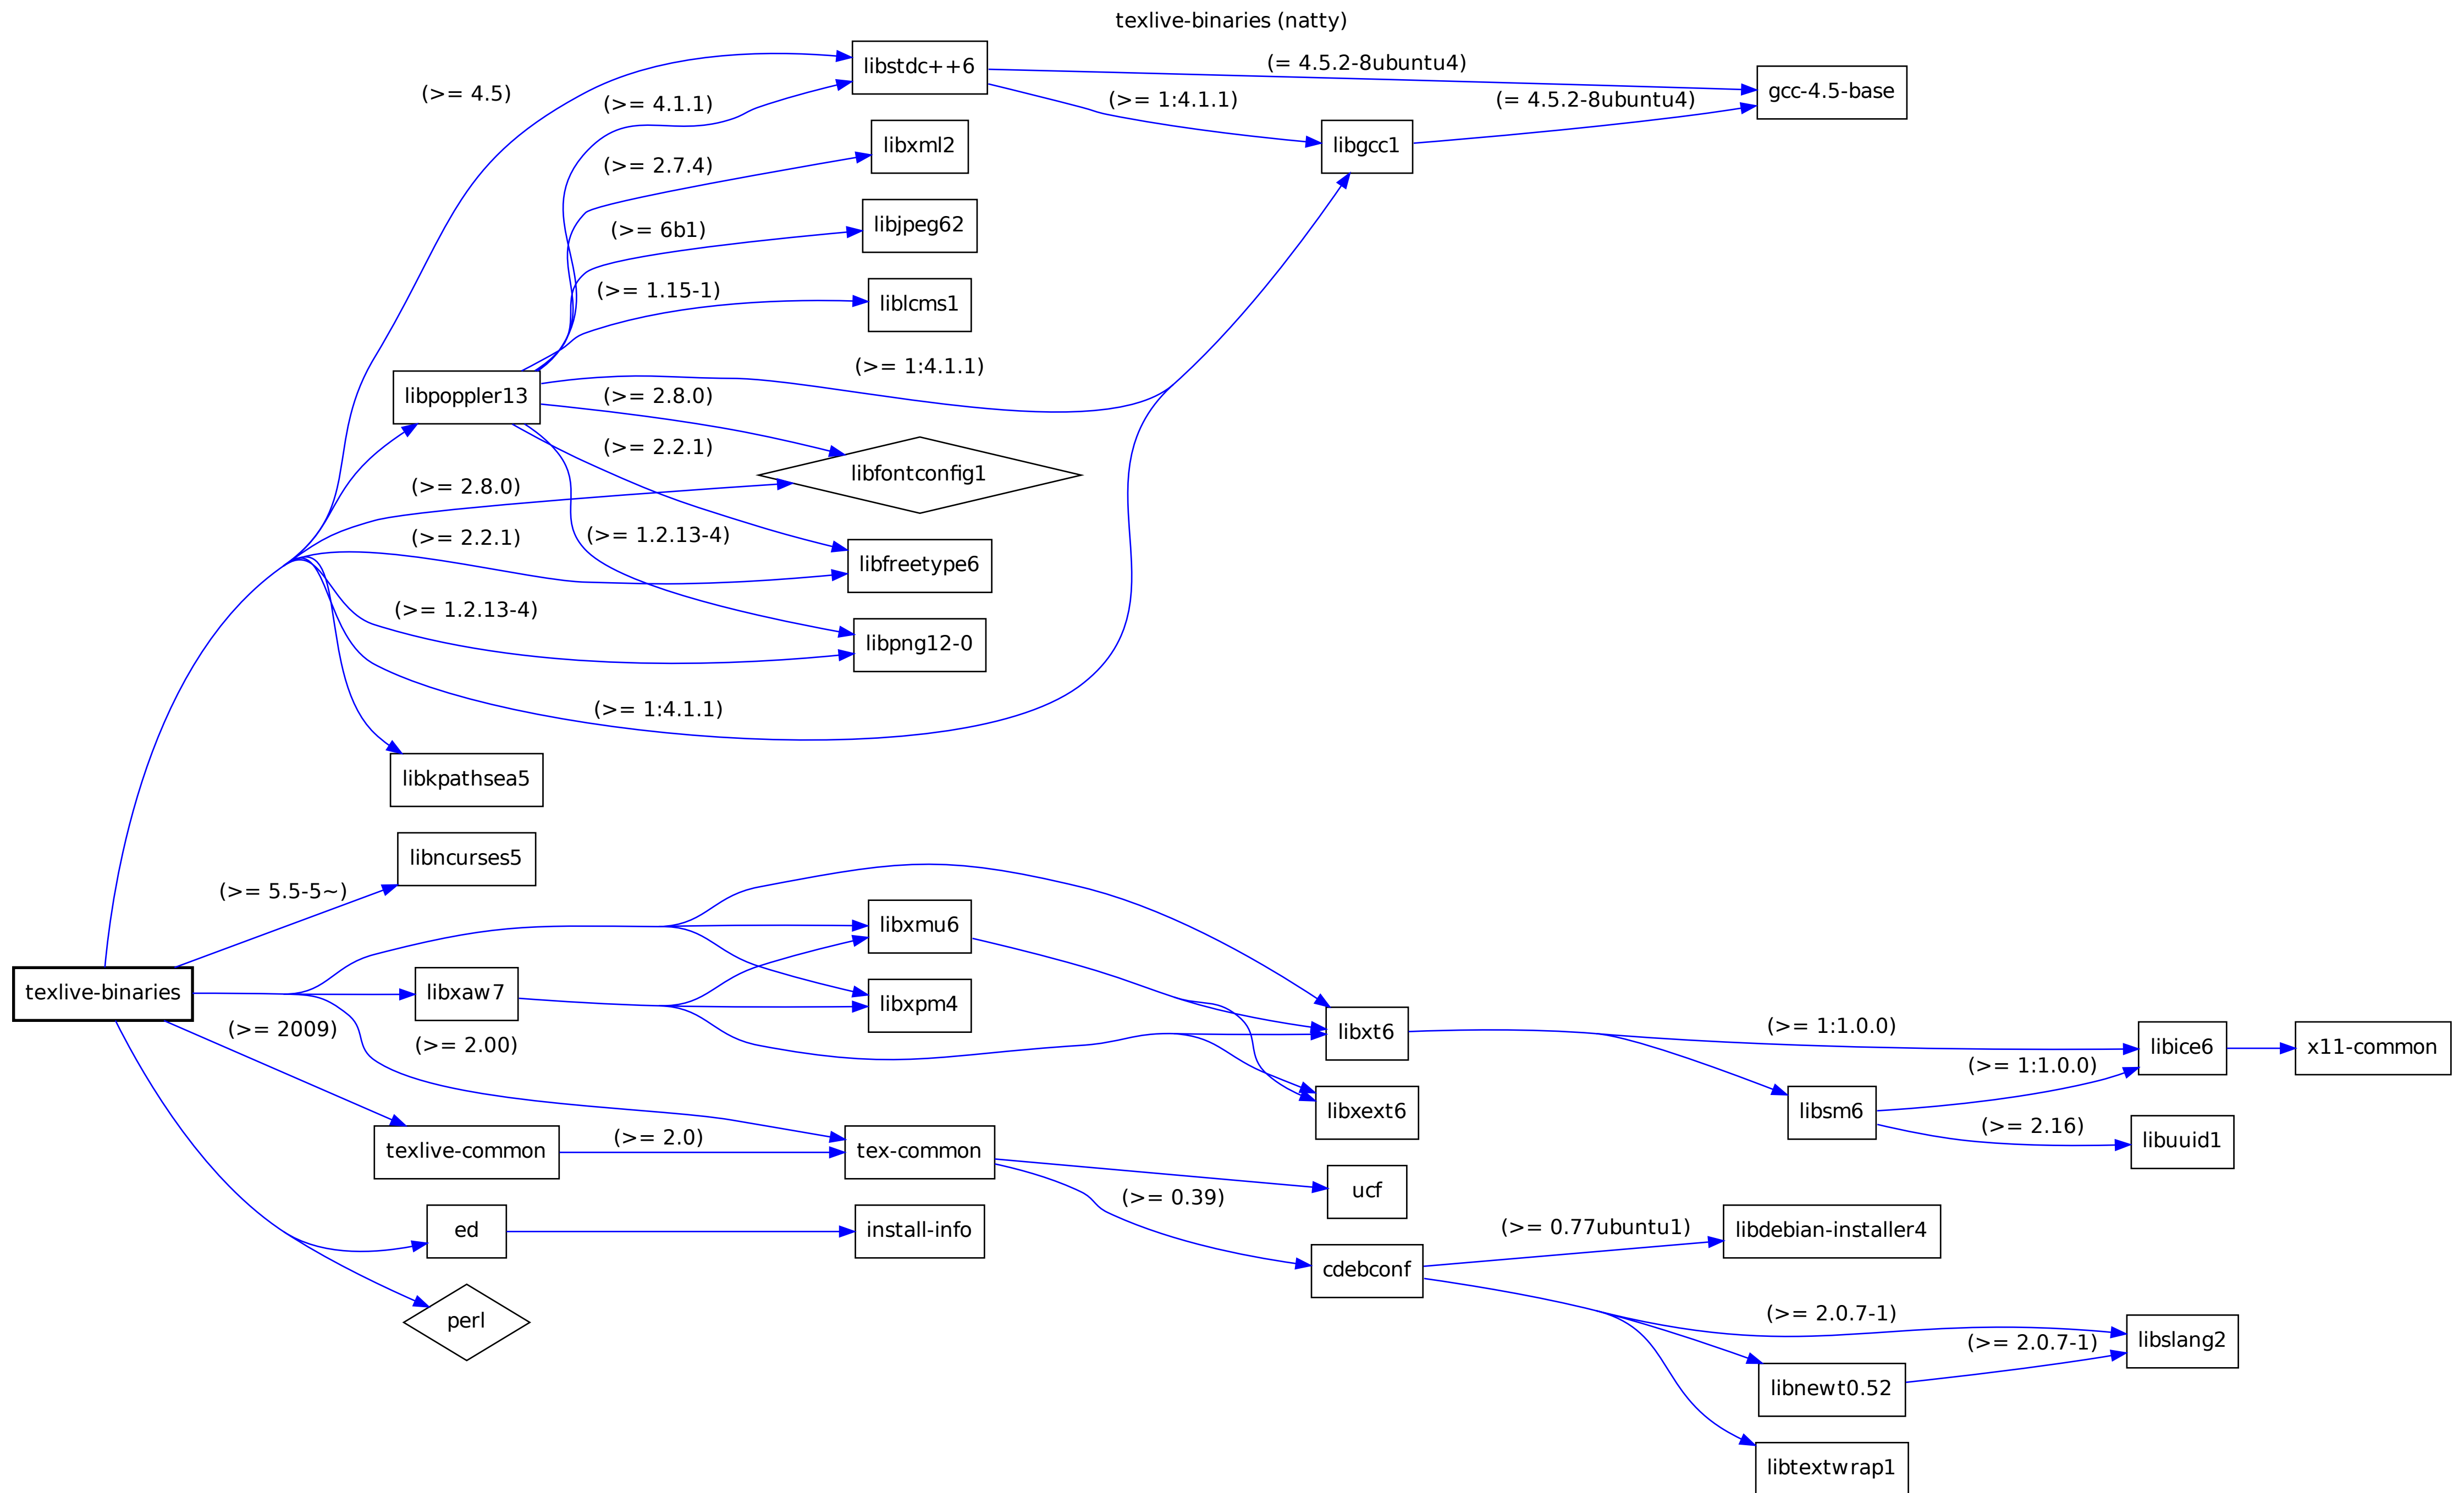 texlive-binaries (natty)
libstdc++6
(= 4.5.2-8ubuntu4)
gcc-4.5-base
(>= 4.5)
(>= 4.1.1)
(>= 1:4.1.1)
(= 4.5.2-8ubuntu4)
libxml2
libgcc1
(>= 2.7.4)
libjpeg62
(>= 6b1)
(>= 1.15-1)
liblcms1
(>= 1:4.1.1)
libpoppler13
(>= 2.8.0)
(>= 2.2.1)
libfontconfig1
(>= 2.8.0)
(>= 2.2.1)
(>= 1.2.13-4)
libfreetype6
(>= 1.2.13-4)
libpng12-0
(>= 1:4.1.1)
libkpathsea5
libncurses5
(>= 5.5-5~)
libxmu6
texlive-binaries
libxaw7
libxpm4
(>= 2009)
(>= 2.00)
libxt6
(>= 1:1.0.0)
libice6
x11-common
(>= 1:1.0.0)
libxext6
libsm6
(>= 2.16)
libuuid1
texlive-common
(>= 2.0)
tex-common
ucf
(>= 0.39)
ed
install-info
(>= 0.77ubuntu1)
libdebian-installer4
cdebconf
perl
(>= 2.0.7-1)
(>= 2.0.7-1)
libslang2
libnewt0.52
libtextwrap1